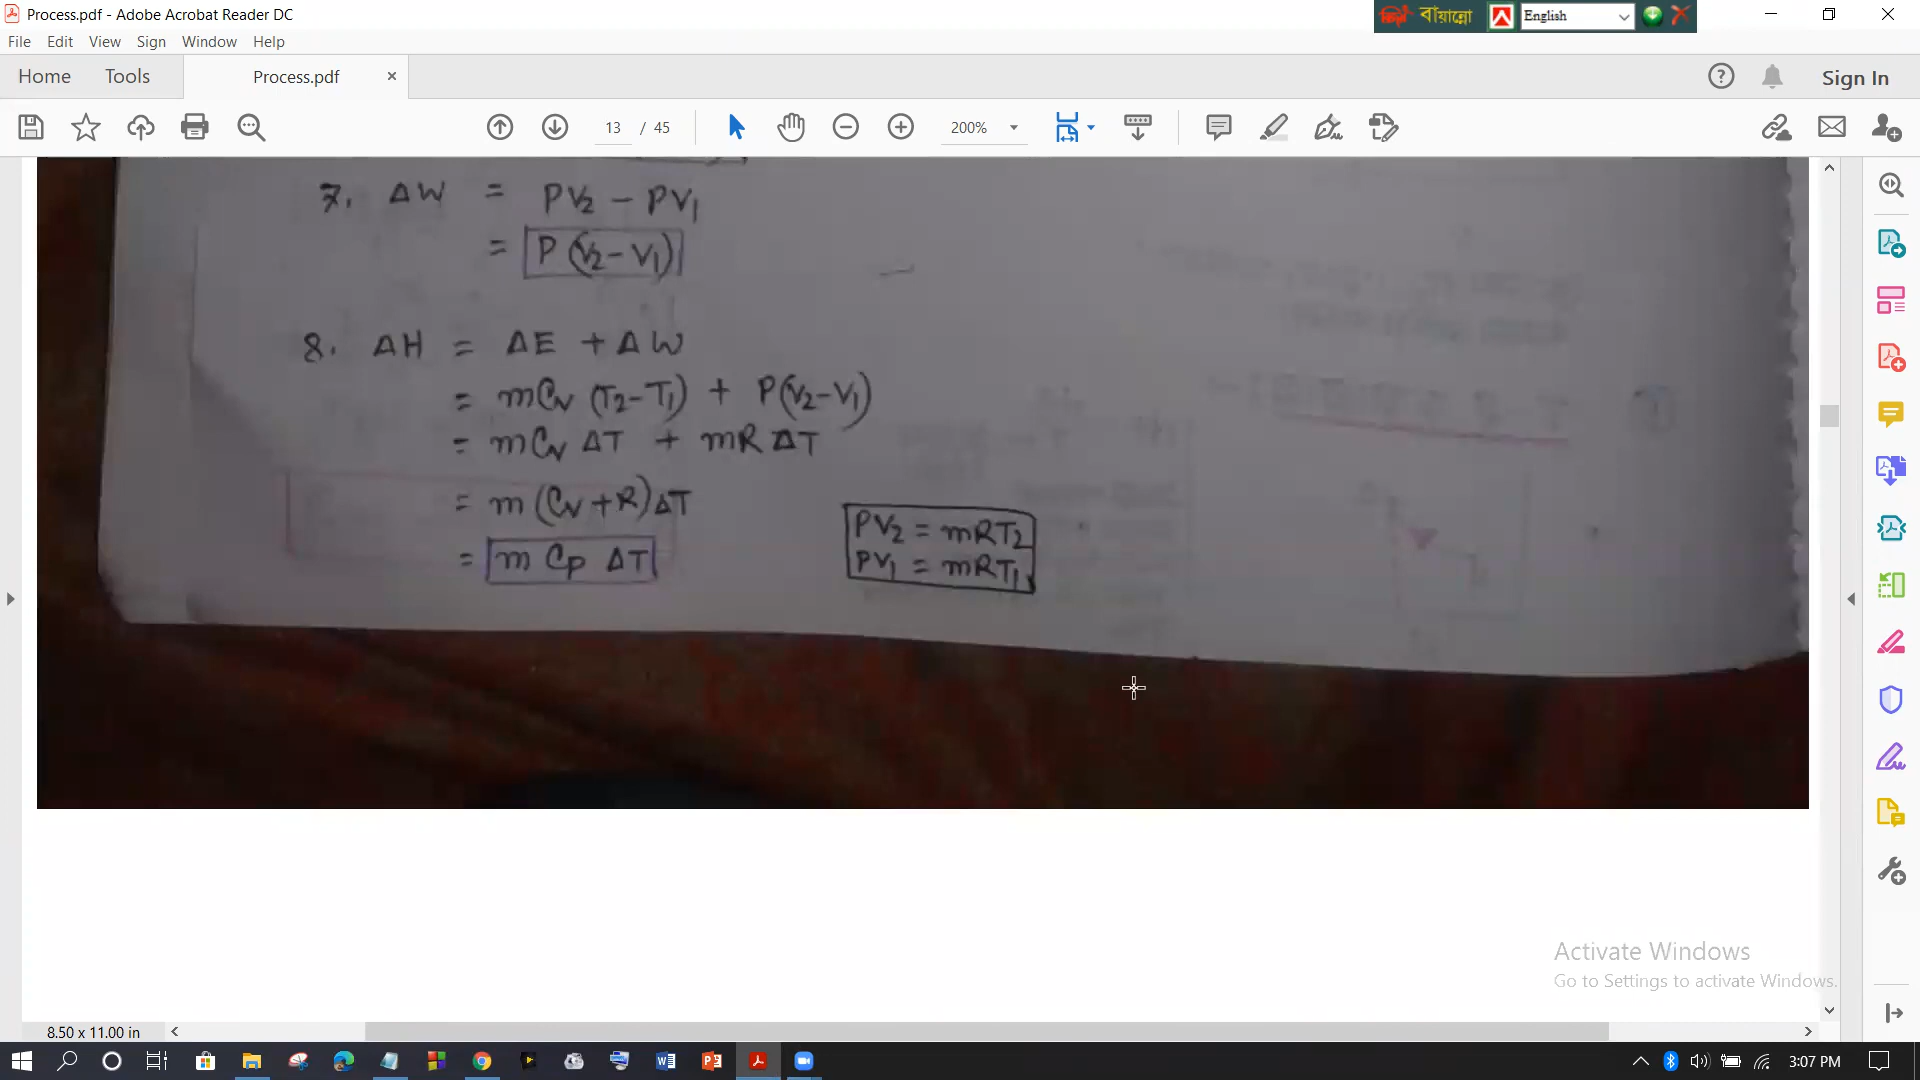 Process.pdf - Adobe Acrobat Reader DC
বায়ান্নো English
File Edit View Sign Window Help
Home Tools Process.pdf × Sign In
13 / 45 200%
7. ΔW = PV₂ - PV₁
= P (V₂ - V₁)
8. ΔH = ΔE + ΔW
= mCv (T₂-T₁) + P(V₂-V₁)
= mCv ΔT + mR ΔT
= m (Cv + R) ΔT
= m Cp ΔT
PV₂ = mRT₂
PV₁ = mRT₁
Activate Windows
Go to Settings to activate Windows.
8.50 x 11.00 in
3:07 PM